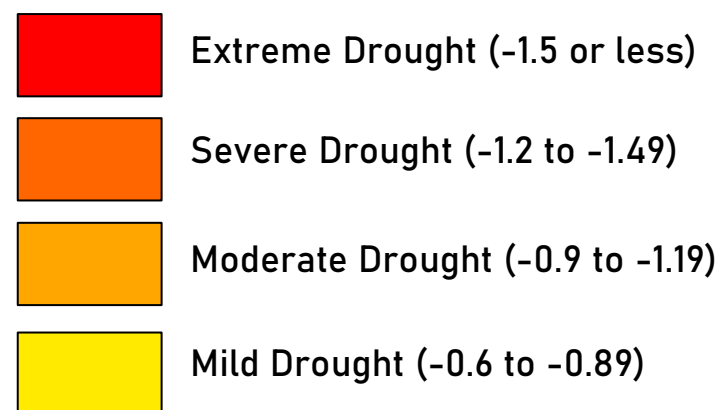 Extreme Drought (-1.5 or less)
Severe Drought (-1.2 to -1.49)
Moderate Drought (-0.9 to -1.19)
Mild Drought (-0.6 to -0.89)